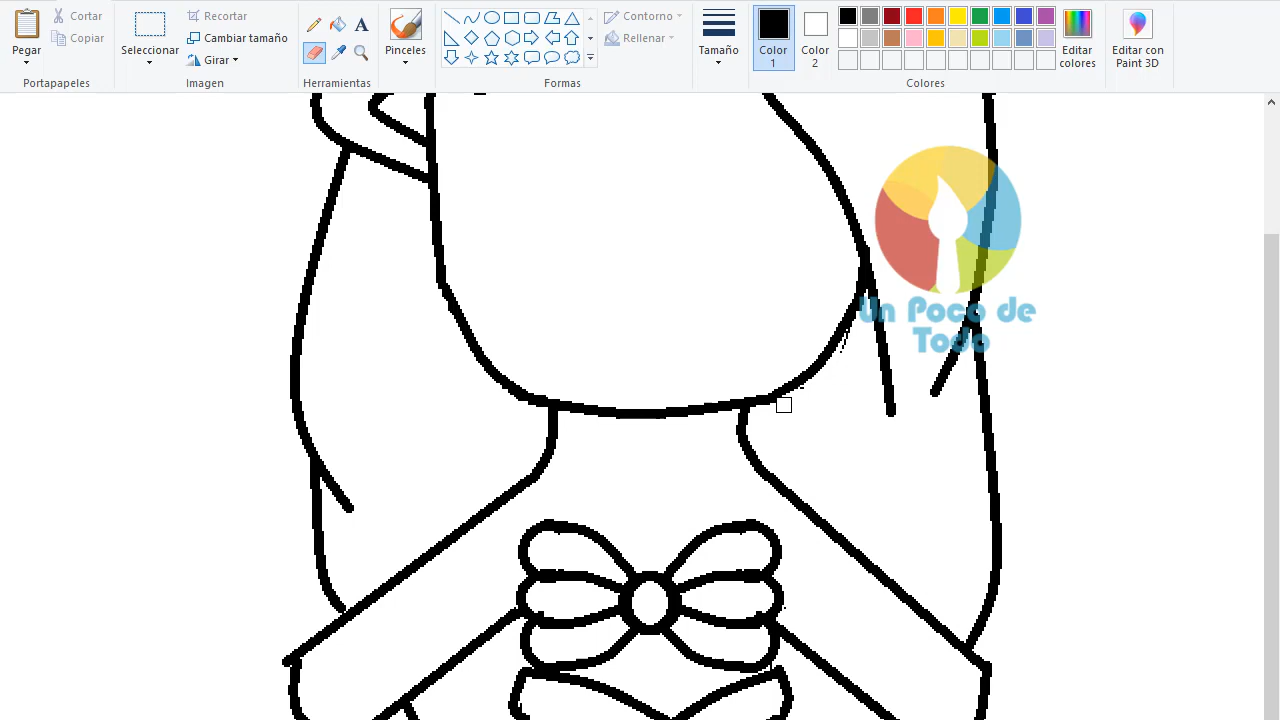 Pegar
Cortar
Copiar
Portapapeles
Seleccionar
Recortar
Cambiar tamaño
Girar
Imagen
A
Herramientas
Pinceles
Contorno
Rellenar
Formas
Tamaño
Color
1
Color
2
Editar
colores
Colores
Editar con
Paint 3D
Un Poco de
Todo